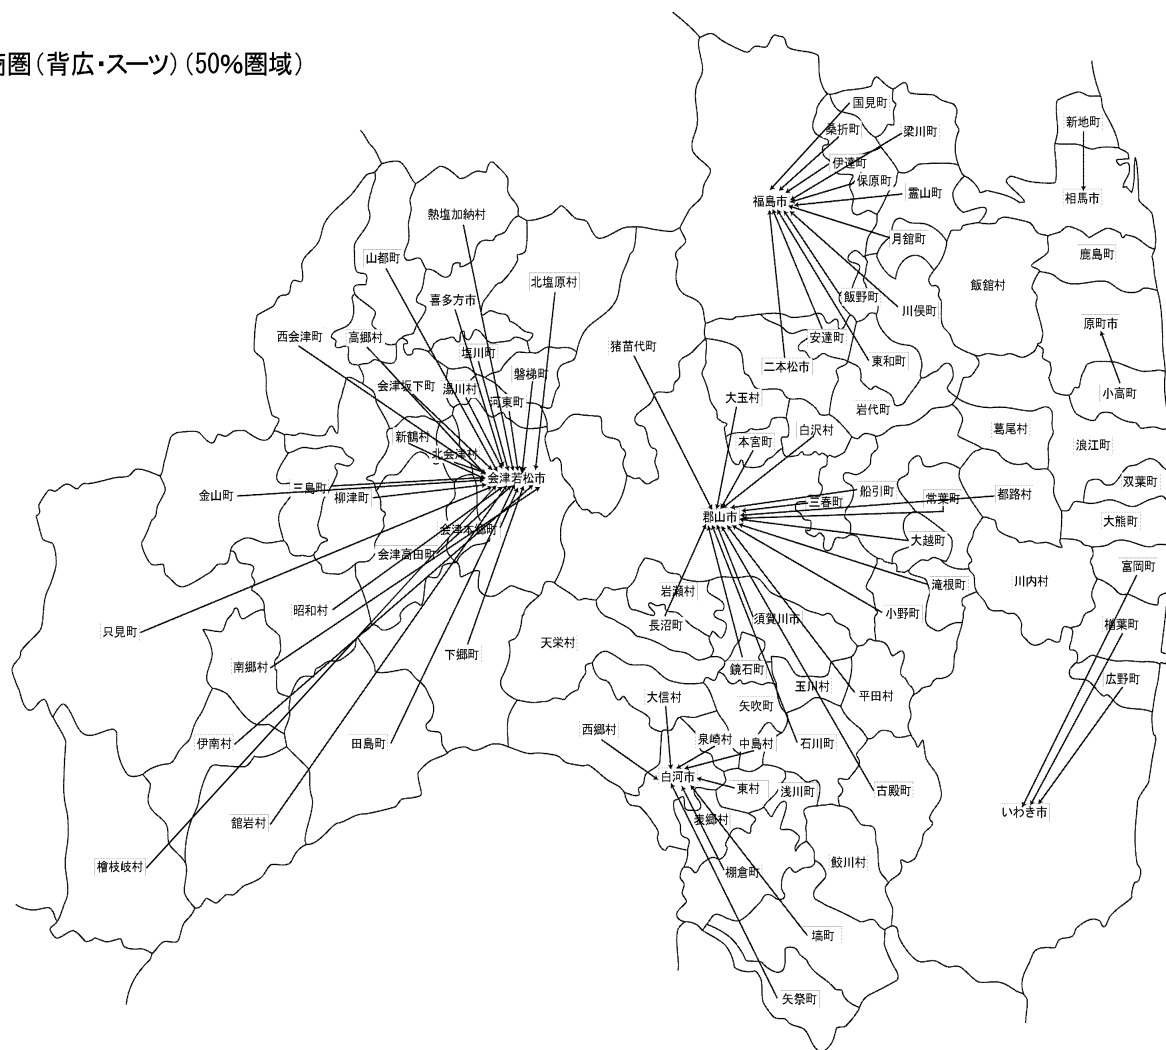 商圏（背広・スーツ）（50％圏域）
国見町
新地町
桑折町
梁川町
伊達町
保原町
霊山町
相馬市
福島市
熱塩加納村
月舘町
鹿島町
山都町
北塩原村
飯舘村
喜多方市
飯野町
川俣町
原町市
西会津町
高郷村
安達町
塩川町
猪苗代町
二本松市
東和町
磐梯町
会津坂下町
湯川村
小高町
河東町
大玉村
岩代町
新鶴村
本宮町
白沢村
葛尾村
北会津村
浪江町
会津若松市
双葉町
三島町
金山町
柳津町
船引町
三春町
常葉町
都路村
郡山市
大熊町
会津本郷町
大越町
会津高田町
富岡町
滝根町
川内村
岩瀬村
昭和村
小野町
長沼町
須賀川市
楢葉町
只見町
天栄村
下郷町
南郷村
鏡石町
広野町
玉川村
平田村
大信村
矢吹町
西郷村
伊南村
田島町
泉崎村
中島村
石川町
白河市
東村
浅川町
古殿町
いわき市
舘岩村
表郷村
檜枝岐村
棚倉町
鮫川村
塙町
矢祭町